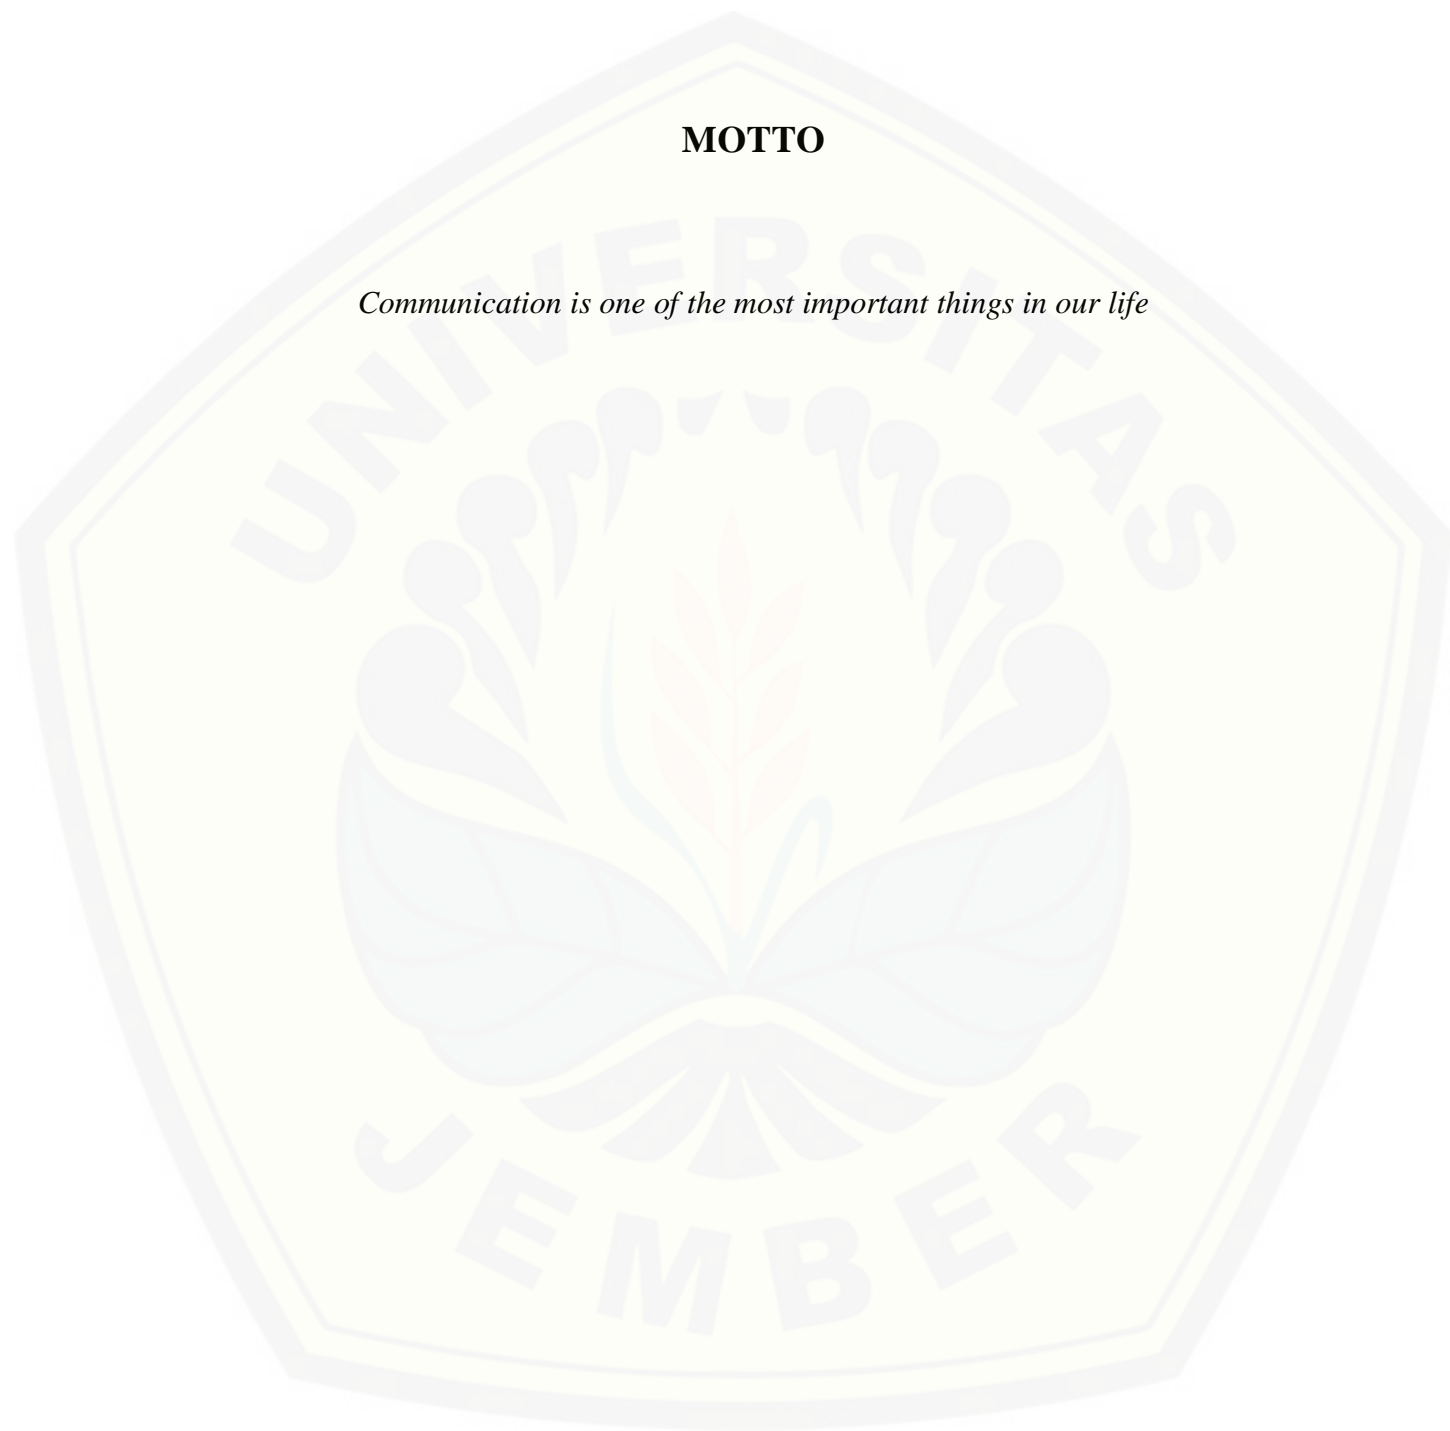 MOTTO
UNIVERSITAS
Communication is one of the most important things in our life
JEMBER